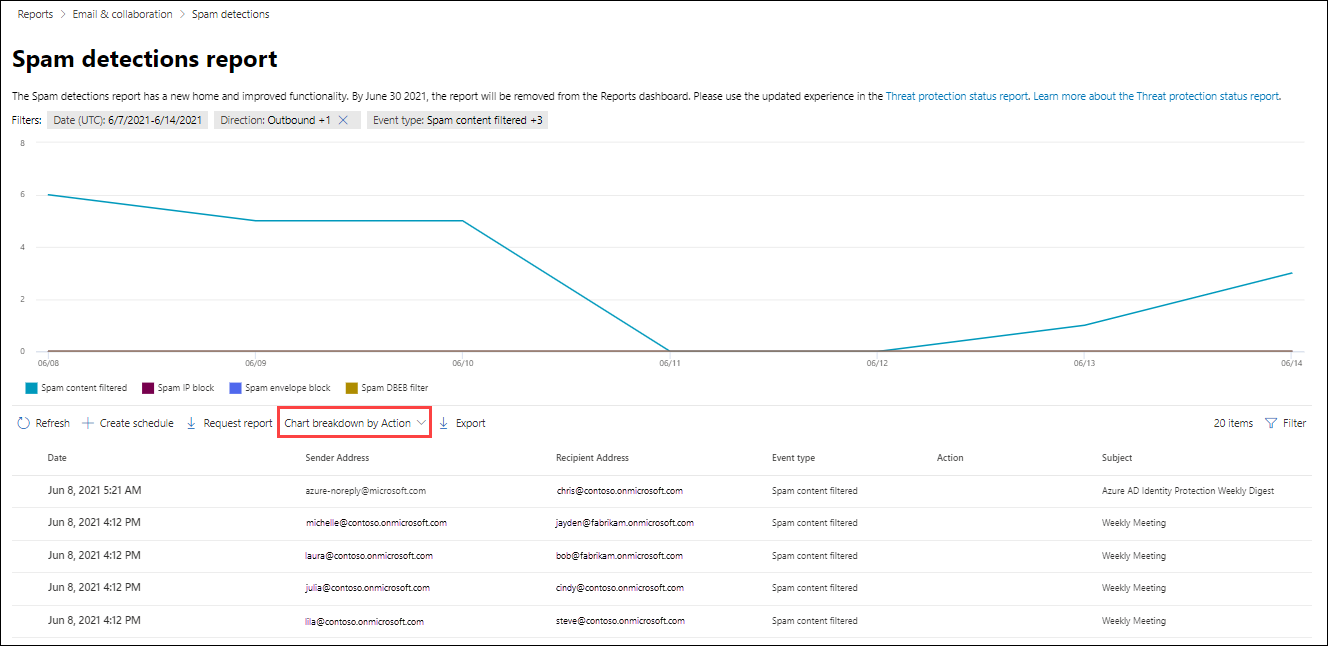 Reports > Email & collaboration > Spam detections
Spam detections report
The Spam detections report has a new home and improved functionality. By June 30 2021, the report will be removed from the Reports dashboard. Please use the updated experience in the Threat protection status report. Learn more about the Threat protection status report.
Filters: Date (UTC): 6/7/2021-6/14/2021 Direction: Outbound +1 Event type: Spam content filtered +3
8
6
4
2
0
06/08 06/09 06/10 06/11 06/12 06/13 06/14
Spam content filtered Spam IP block Spam envelope block Spam DBEB filter
Refresh Create schedule Request report Chart breakdown by Action Export 20 items Filter
Date Sender Address Recipient Address Event type Action Subject
Jun 8, 2021 5:21 AM azure-noreply@microsoft.com chris@contoso.onmicrosoft.com Spam content filtered Azure AD Identity Protection Weekly Digest
Jun 8, 2021 4:12 PM michelle@contoso.onmicrosoft.com jayden@fabrikam.onmicrosoft.com Spam content filtered Weekly Meeting
Jun 8, 2021 4:12 PM laura@contoso.onmicrosoft.com bob@fabrikam.onmicrosoft.com Spam content filtered Weekly Meeting
Jun 8, 2021 4:12 PM julia@contoso.onmicrosoft.com cindy@contoso.onmicrosoft.com Spam content filtered Weekly Meeting
Jun 8, 2021 4:12 PM lila@contoso.onmicrosoft.com steve@contoso.onmicrosoft.com Spam content filtered Weekly Meeting